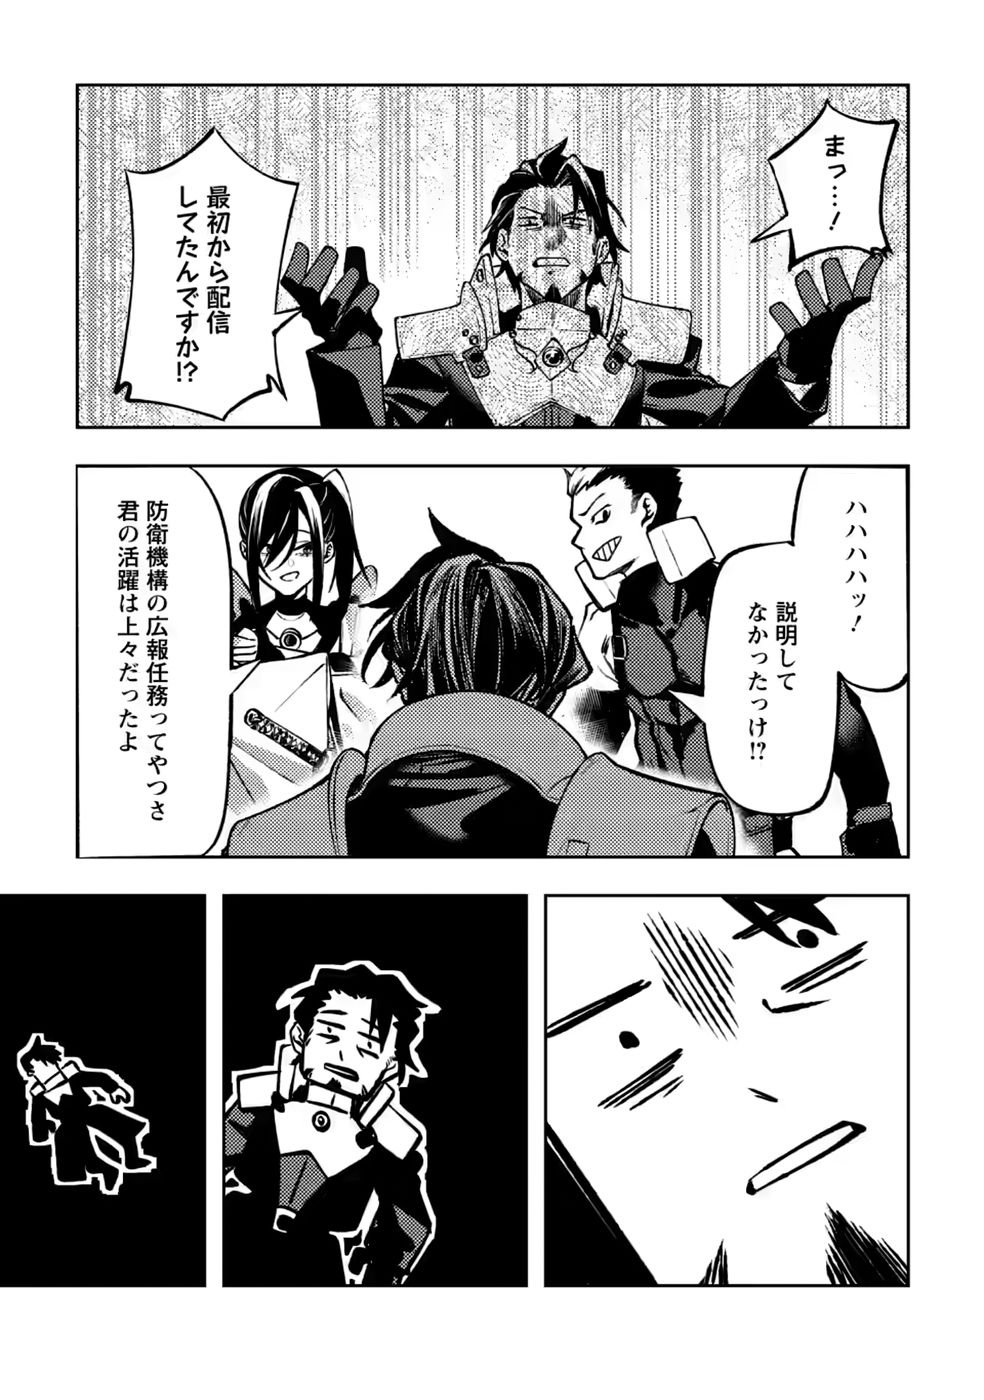 まっ…！
最初から配信
してたんですか!?
ハハハハッ！
説明して
なかったっけ!?
防衛機構の広報任務ってやつさ
君の活躍は上々だったよ